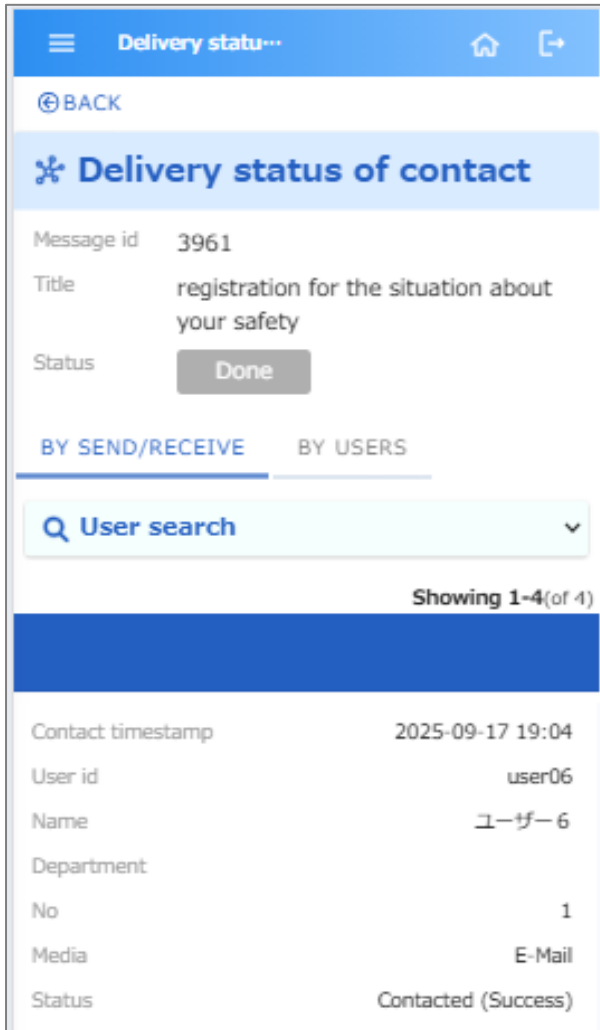 Delivery statu…
BACK
Delivery status of contact
Message id 3961
Title registration for the situation about
your safety
Status Done
BY SEND/RECEIVE BY USERS
User search
Showing 1-4(of 4)
Contact timestamp 2025-09-17 19:04
User id user06
Name ユーザー６
Department
No 1
Media E-Mail
Status Contacted (Success)